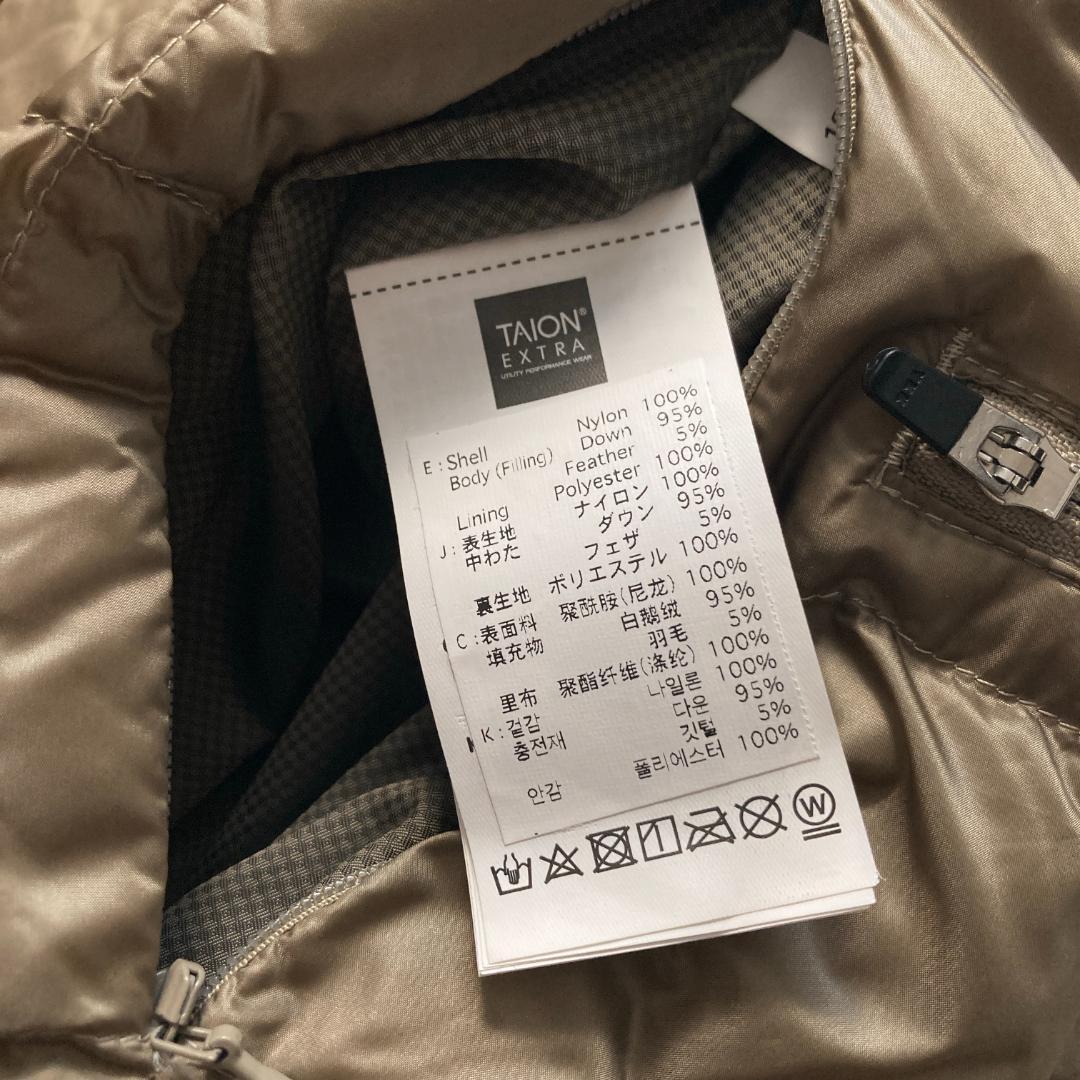 TAION®
EXTRA
UTILITY PERFORMANCE WEAR
E : Shell Nylon 100%
Body (Filling) Down 95%
Feather 5%
Lining Polyester 100%
J : 表生地 ナイロン 100%
中わた ダウン 95%
フェザ 5%
裏生地 ポリエステル 100%
C : 表面料 聚酰胺(尼龙) 100%
填充物 白鹅绒 95%
羽毛 5%
里布 聚酯纤维(涤纶) 100%
K : 겉감 나일론 100%
충전재 다운 95%
깃털 5%
안감 폴리에스터 100%
W
YKK